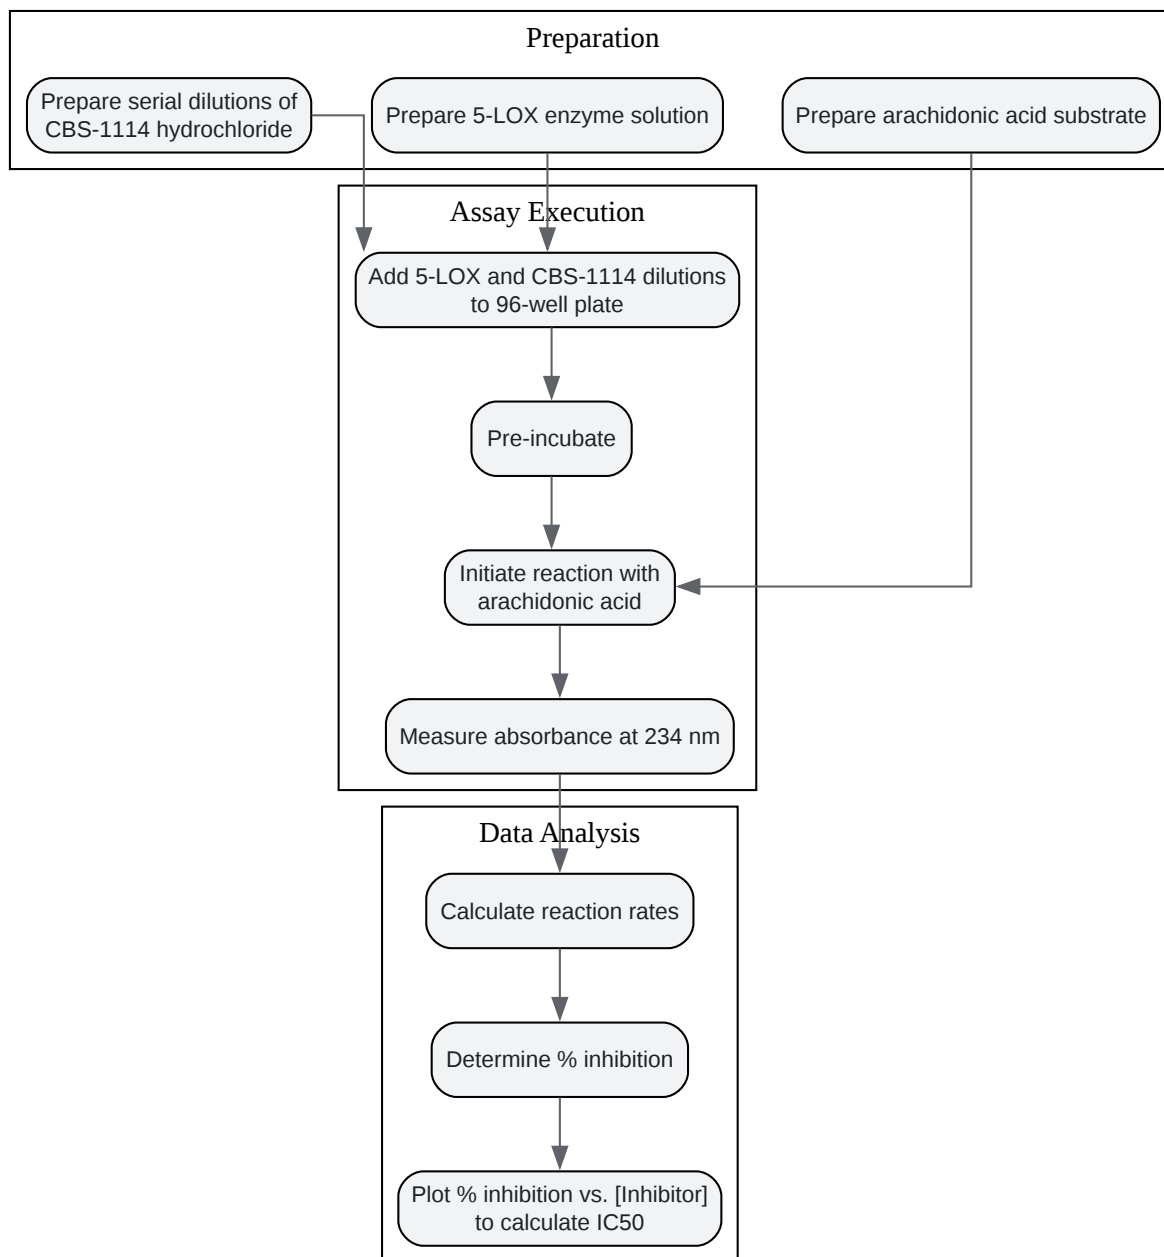 Preparation
Prepare serial dilutions of
CBS-1114 hydrochloride
Prepare 5-LOX enzyme solution
Prepare arachidonic acid substrate
Assay Execution
Add 5-LOX and CBS-1114 dilutions
to 96-well plate
Pre-incubate
Initiate reaction with
arachidonic acid
Measure absorbance at 234 nm
Data Analysis
Calculate reaction rates
Determine % inhibition
Plot % inhibition vs. [Inhibitor]
to calculate IC50